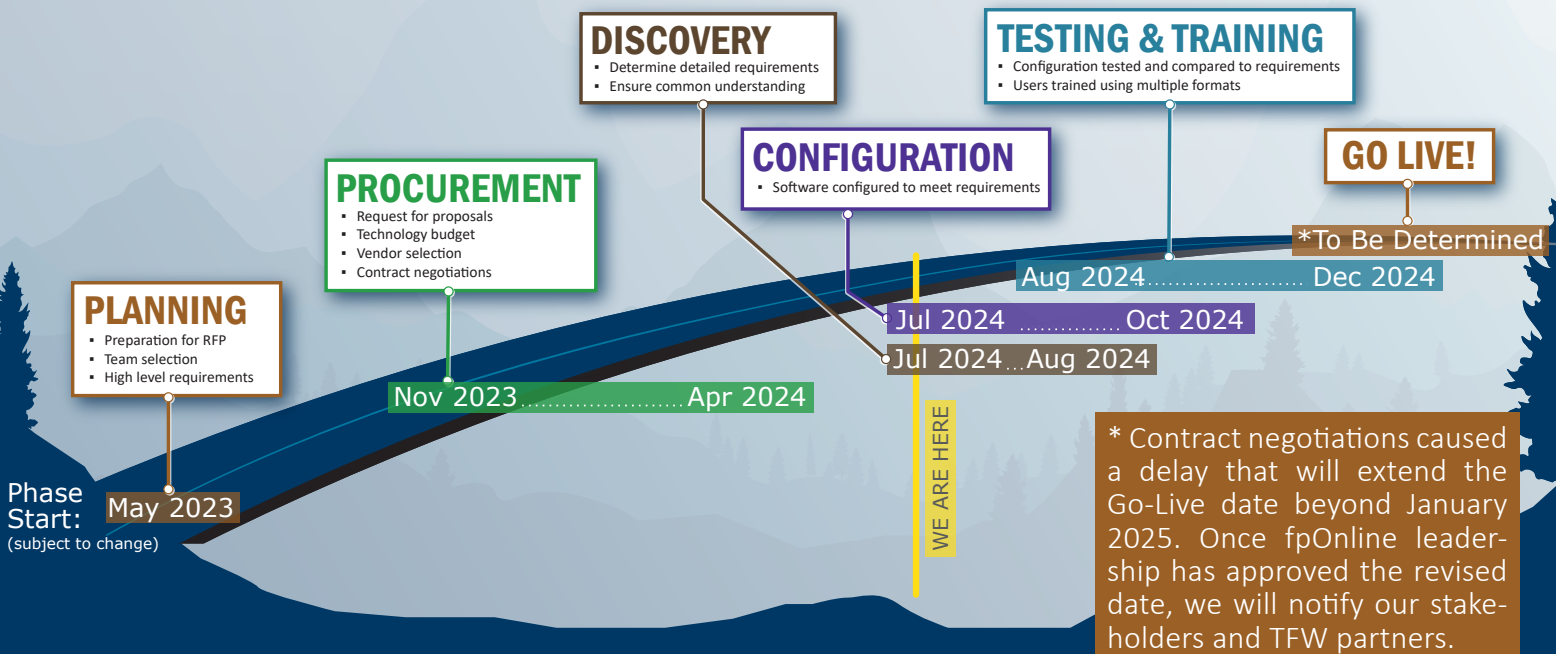 PLANNING
▪ Preparation for RFP
▪ Team selection
▪ High level requirements
Phase
Start:
(subject to change)
May 2023
PROCUREMENT
▪ Request for proposals
▪ Technology budget
▪ Vendor selection
▪ Contract negotiations
Nov 2023........................Apr 2024
DISCOVERY
▪ Determine detailed requirements
▪ Ensure common understanding
Jul 2024...Aug 2024
CONFIGURATION
▪ Software configured to meet requirements
Jul 2024 ............... Oct 2024
TESTING & TRAINING
▪ Configuration tested and compared to requirements
▪ Users trained using multiple formats
Aug 2024......................... Dec 2024
GO LIVE!
*To Be Determined
WE ARE HERE
* Contract negotiations caused
a delay that will extend the
Go-Live date beyond January
2025. Once fpOnline leader-
ship has approved the revised
date, we will notify our stake-
holders and TFW partners.